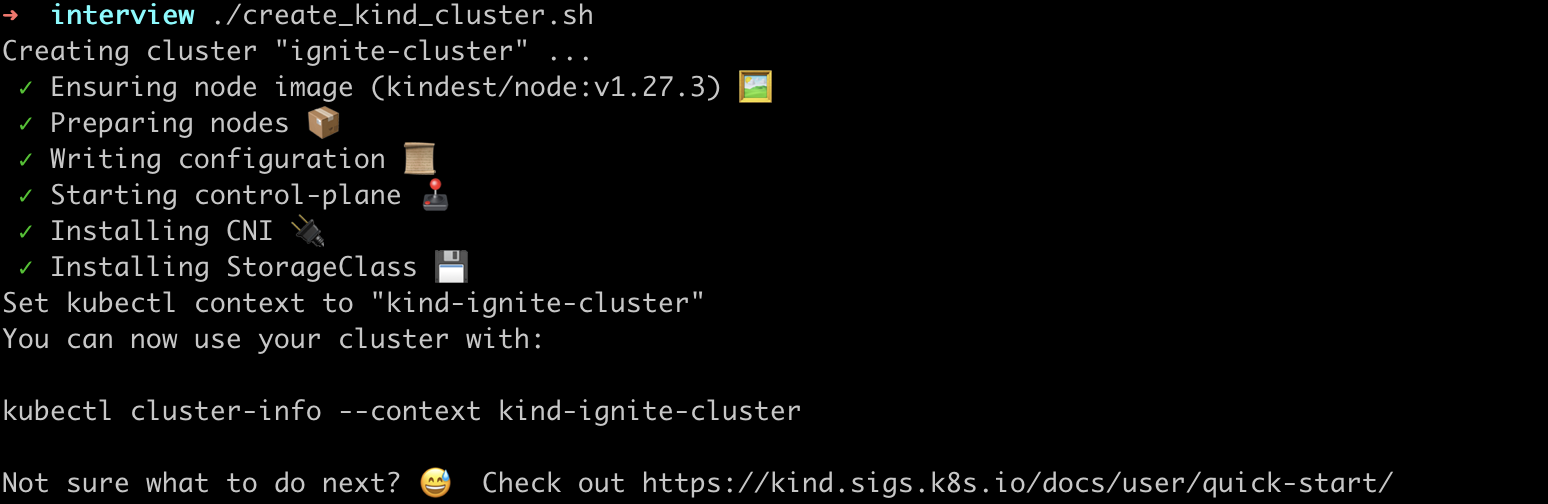 ➜  interview ./create_kind_cluster.sh
Creating cluster "ignite-cluster" ...
 ✓ Ensuring node image (kindest/node:v1.27.3) 🖼
 ✓ Preparing nodes 📦
 ✓ Writing configuration 📜
 ✓ Starting control-plane 🕹️
 ✓ Installing CNI 🔌
 ✓ Installing StorageClass 💾
Set kubectl context to "kind-ignite-cluster"
You can now use your cluster with:

kubectl cluster-info --context kind-ignite-cluster

Not sure what to do next? 😅  Check out https://kind.sigs.k8s.io/docs/user/quick-start/